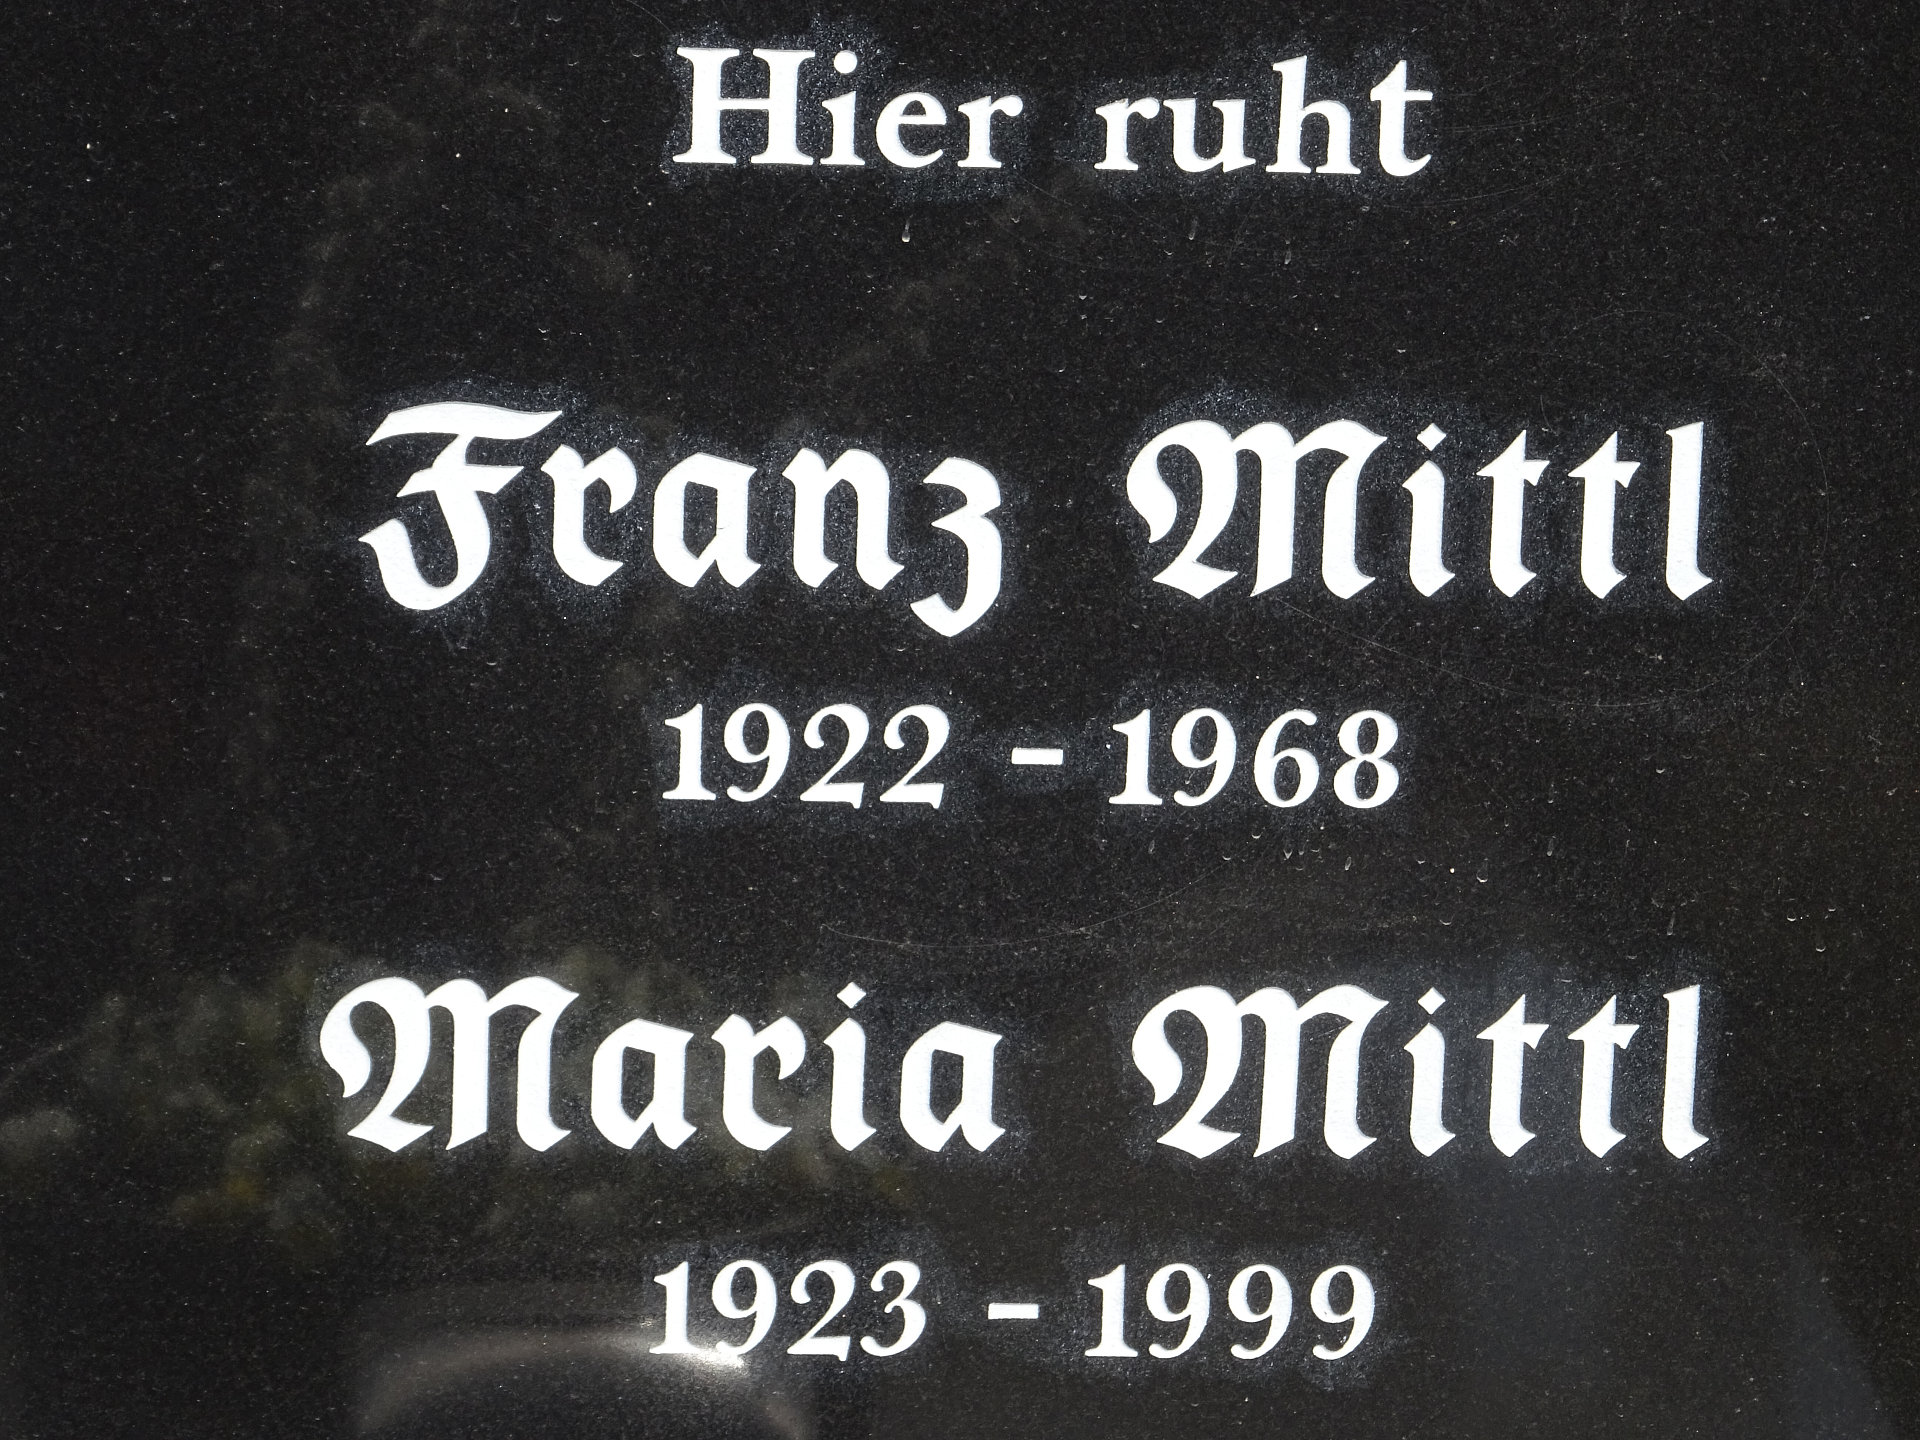 Hier ruht
Franz Mittl
1922 - 1968
Maria Mittl
1923 - 1999